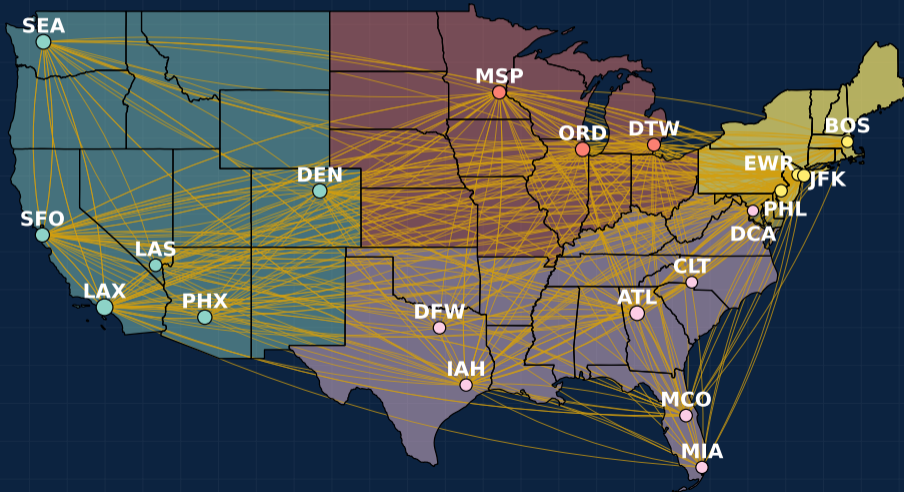 SEA
MSP
BOS
ORD
DTW
EWR
DEN
JFK
PHL
SFO
DCA
LAS
CLT
LAX
PHX
ATL
DFW
IAH
MCO
MIA